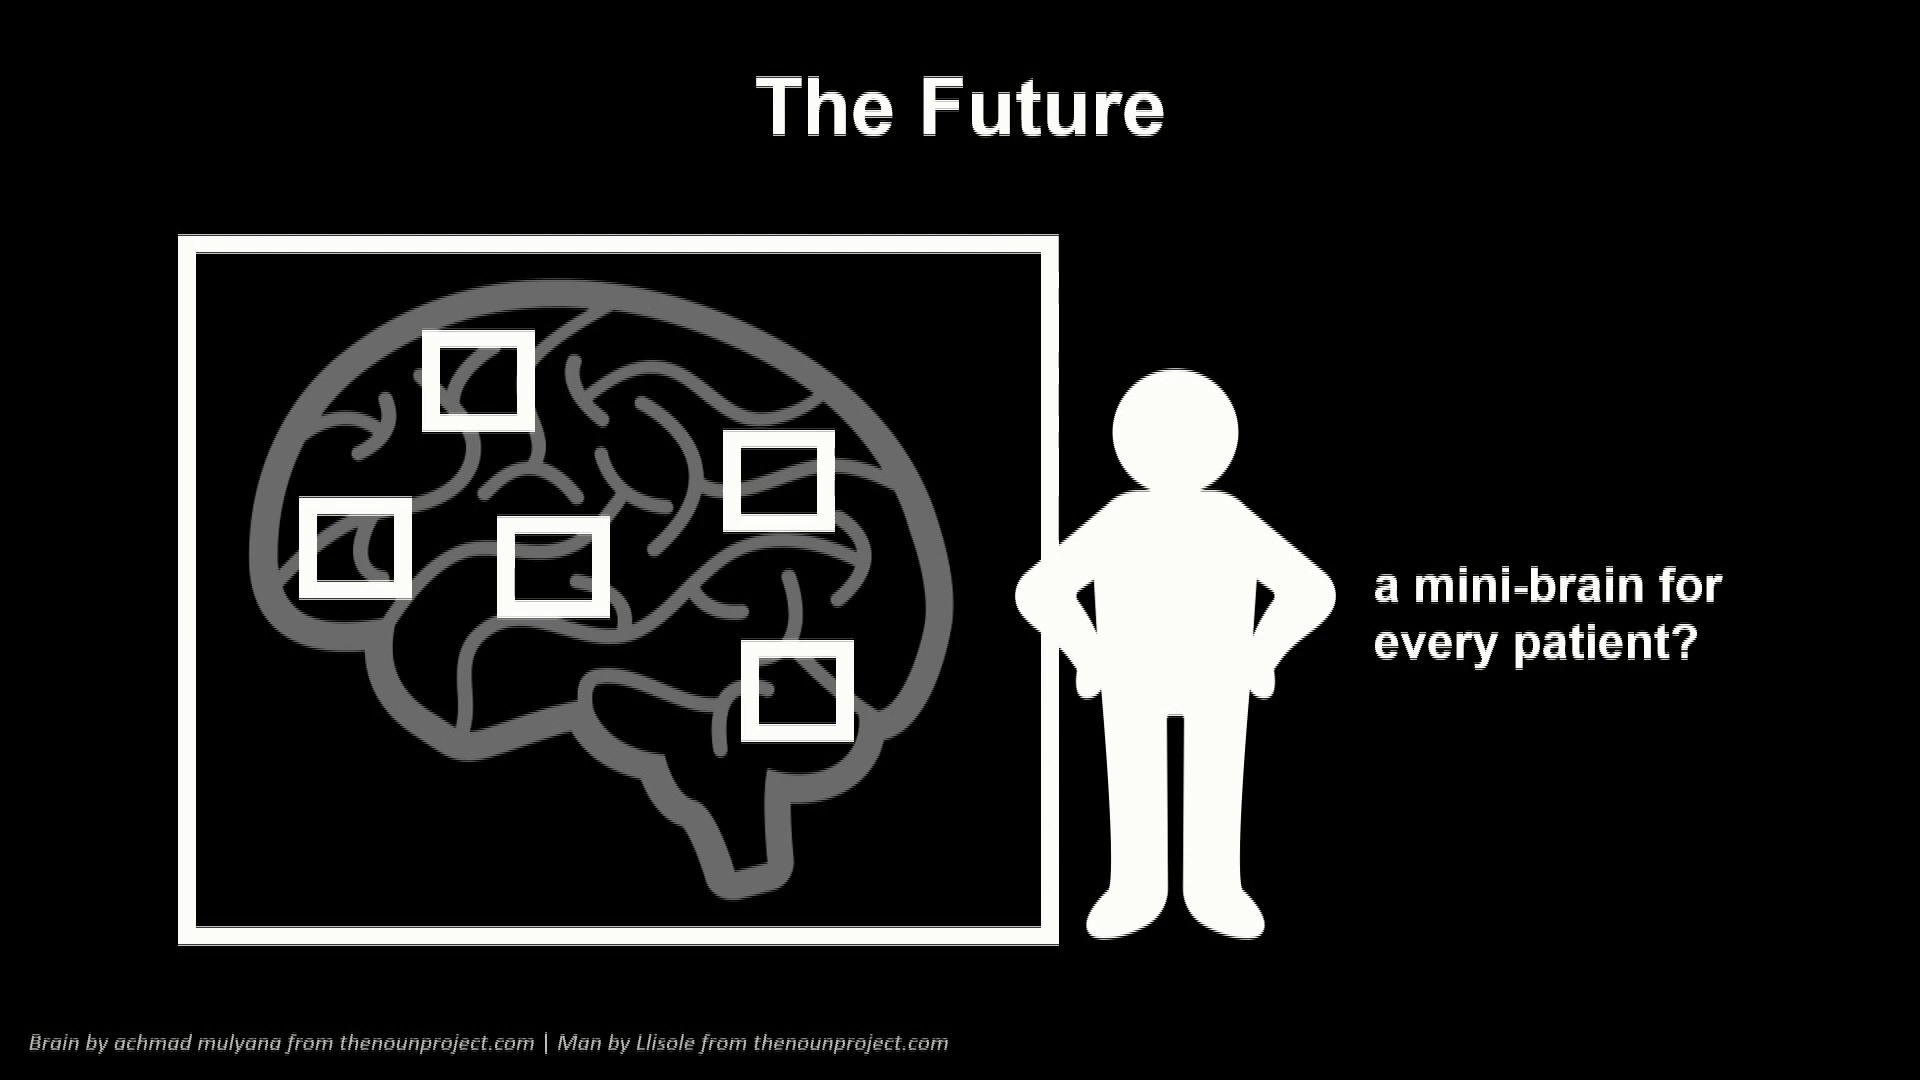 The Future
a mini-brain for
every patient?
Brain by achmad mulyana from thenounproject.com | Man by Llisole from thenounproject.com